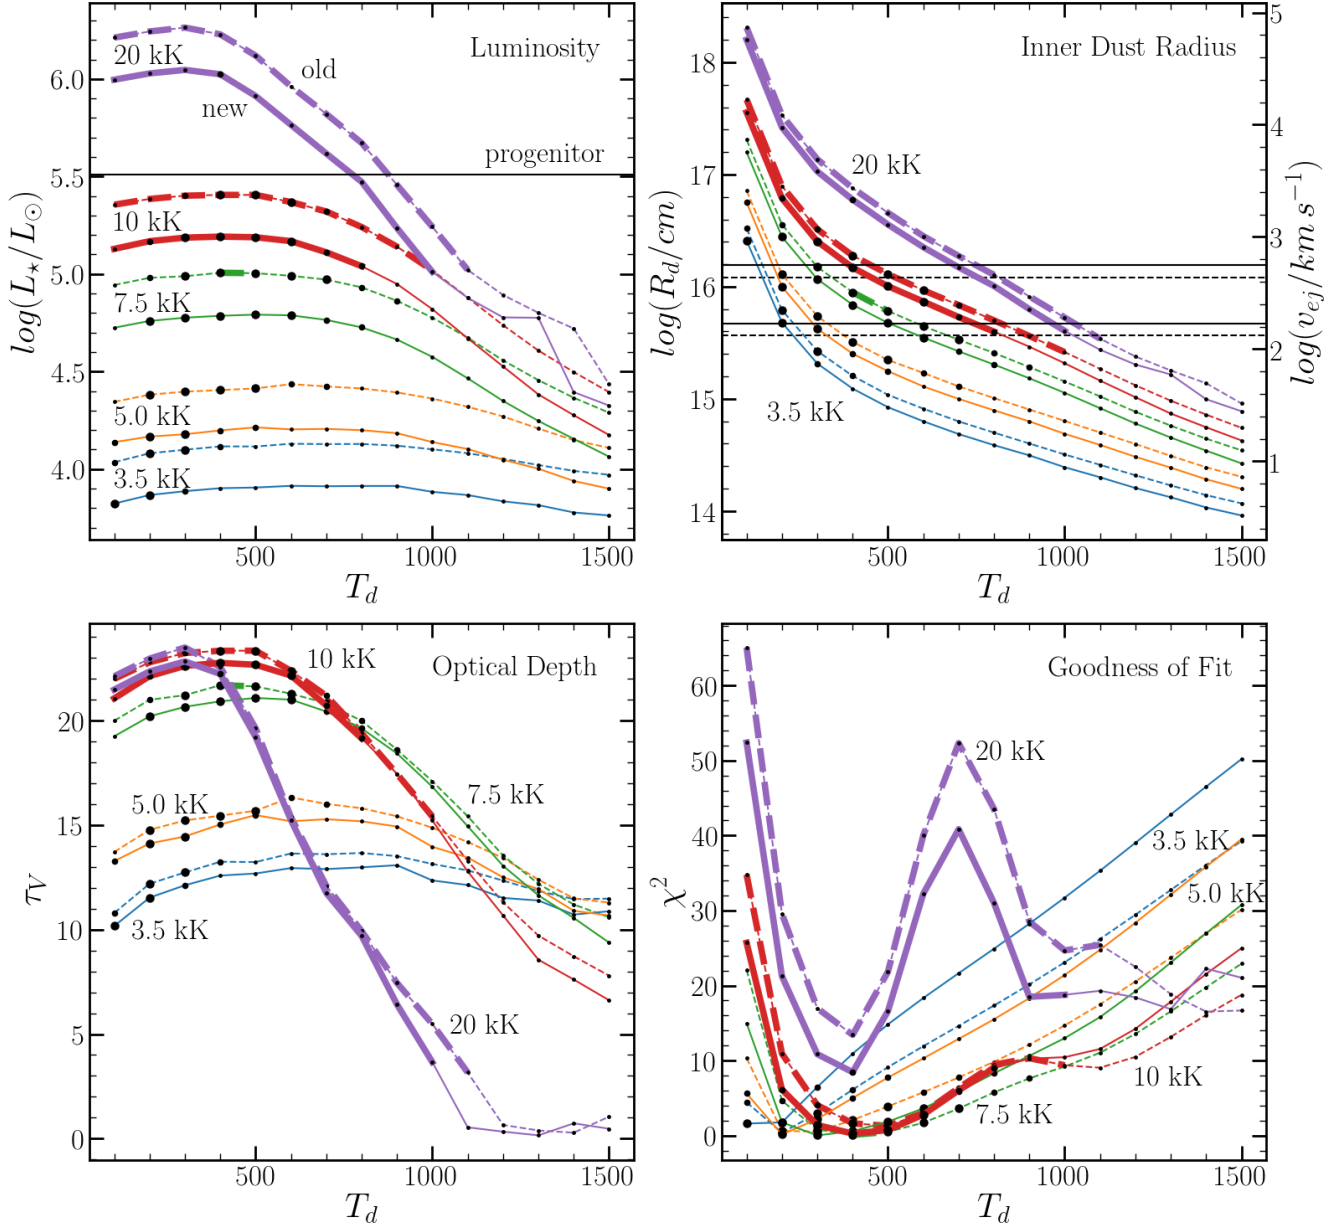 Luminosity
20 kK
old
new
progenitor
10 kK
7.5 kK
5.0 kK
3.5 kK
log(L⋆/L⊙)
6.0
5.5
5.0
4.5
4.0
500
1000
1500
T_d
Inner Dust Radius
20 kK
3.5 kK
log(R_d/cm)
18
17
16
15
14
log(v_ej/km s⁻¹)
5
4
3
2
1
500
1000
1500
T_d
Optical Depth
10 kK
7.5 kK
5.0 kK
3.5 kK
20 kK
τ_V
20
15
10
5
0
500
1000
1500
T_d
Goodness of Fit
20 kK
3.5 kK
5.0 kK
10 kK
7.5 kK
χ²
60
50
40
30
20
10
0
500
1000
1500
T_d